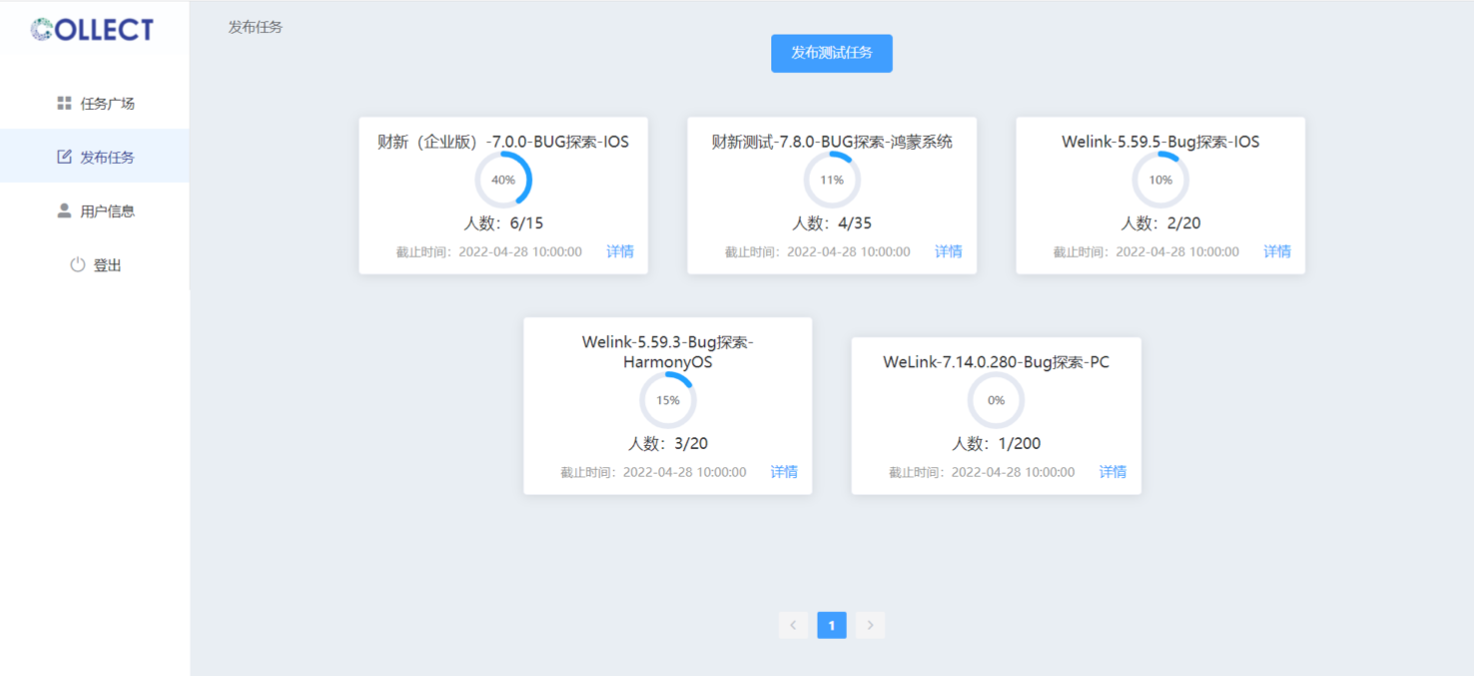 COLLECT
任务广场
发布任务
用户信息
登出
发布任务
发布测试任务
财新（企业版）-7.0.0-BUG探索-IOS
40%
人数：6/15
截止时间：2022-04-28 10:00:00 详情
财新测试-7.8.0-BUG探索-鸿蒙系统
11%
人数：4/35
截止时间：2022-04-28 10:00:00 详情
Welink-5.59.5-Bug探索-IOS
10%
人数：2/20
截止时间：2022-04-28 10:00:00 详情
Welink-5.59.3-Bug探索-
HarmonyOS
15%
人数：3/20
截止时间：2022-04-28 10:00:00 详情
WeLink-7.14.0.280-Bug探索-PC
0%
人数：1/200
截止时间：2022-04-28 10:00:00 详情
1